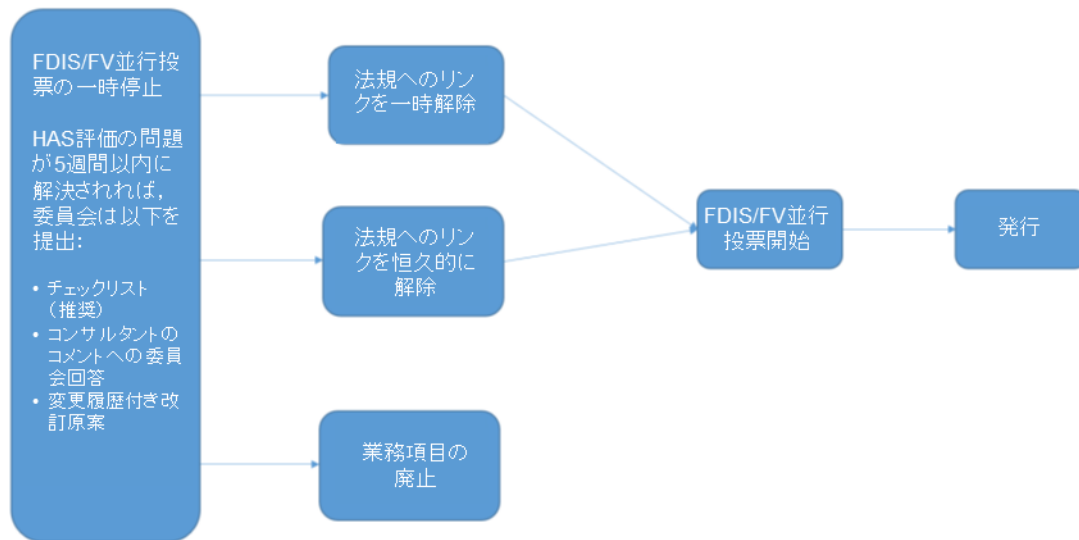 FDIS/FV並行投
票の一時停止
HAS評価の問題
が5週間以内に
解決されれば，
委員会は以下を
提出:
• チェックリスト
（推奨）
• コンサルタントの
コメントへの委員
会回答
• 変更履歴付き改
訂原案
法規へのリン
クを一時解除
法規へのリン
クを恒久的に
解除
業務項目の
廃止
FDIS/FV並行
投票開始
発行